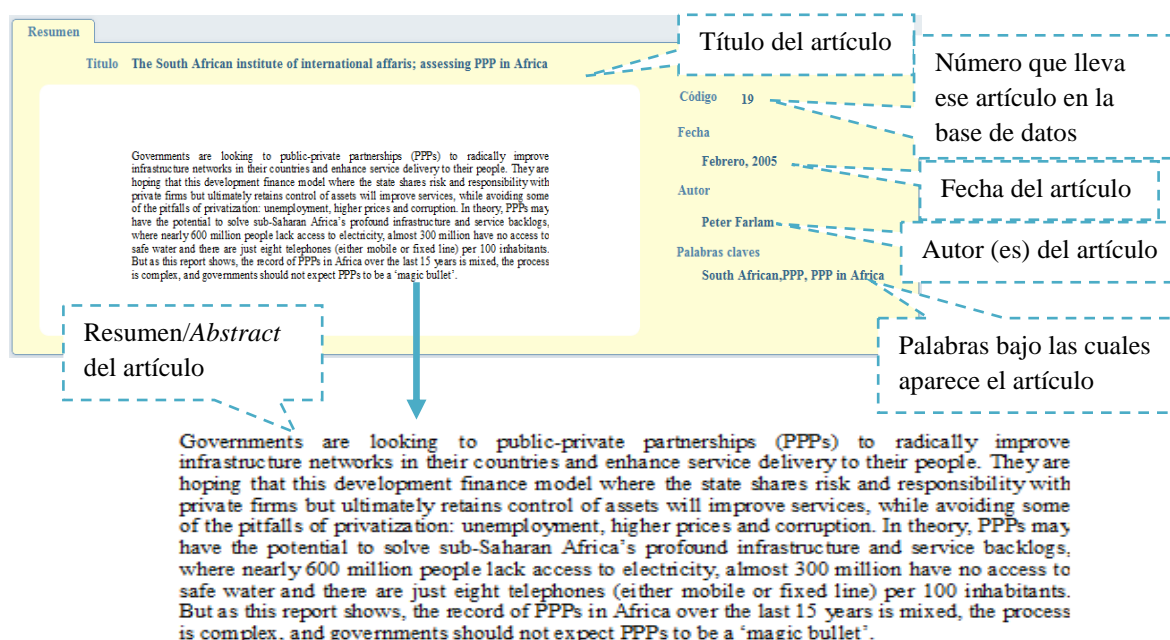 Resumen
Titulo The South African institute of international affaris; assessing PPP in Africa
Governments are looking to public-private partnerships (PPPs) to radically improve
infrastructure networks in their countries and enhance service delivery to their people. They are
hoping that this development finance model where the state shares risk and responsibility with
private firms but ultimately retains control of assets will improve services, while avoiding some
of the pitfalls of privatization: unemployment, higher prices and corruption. In theory, PPPs may
have the potential to solve sub-Saharan Africa's profound infrastructure and service backlogs,
where nearly 600 million people lack access to electricity, almost 300 million have no access to
safe water and there are just eight telephones (either mobile or fixed line) per 100 inhabitants.
But as this report shows, the record of PPPs in Africa over the last 15 years is mixed, the process
is complex, and governments should not expect PPPs to be a 'magic bullet'.
Código 19
Fecha
Febrero, 2005
Autor
Peter Farlam
Palabras claves
South African,PPP, PPP in Africa
Título del artículo
Número que lleva
ese artículo en la
base de datos
Fecha del artículo
Autor (es) del artículo
Palabras bajo las cuales
aparece el artículo
Resumen/Abstract
del artículo
Governments are looking to public-private partnerships (PPPs) to radically improve
infrastructure networks in their countries and enhance service delivery to their people. They are
hoping that this development finance model where the state shares risk and responsibility with
private firms but ultimately retains control of assets will improve services, while avoiding some
of the pitfalls of privatization: unemployment, higher prices and corruption. In theory, PPPs may
have the potential to solve sub-Saharan Africa's profound infrastructure and service backlogs,
where nearly 600 million people lack access to electricity, almost 300 million have no access to
safe water and there are just eight telephones (either mobile or fixed line) per 100 inhabitants.
But as this report shows, the record of PPPs in Africa over the last 15 years is mixed, the process
is complex, and governments should not expect PPPs to be a 'magic bullet'.